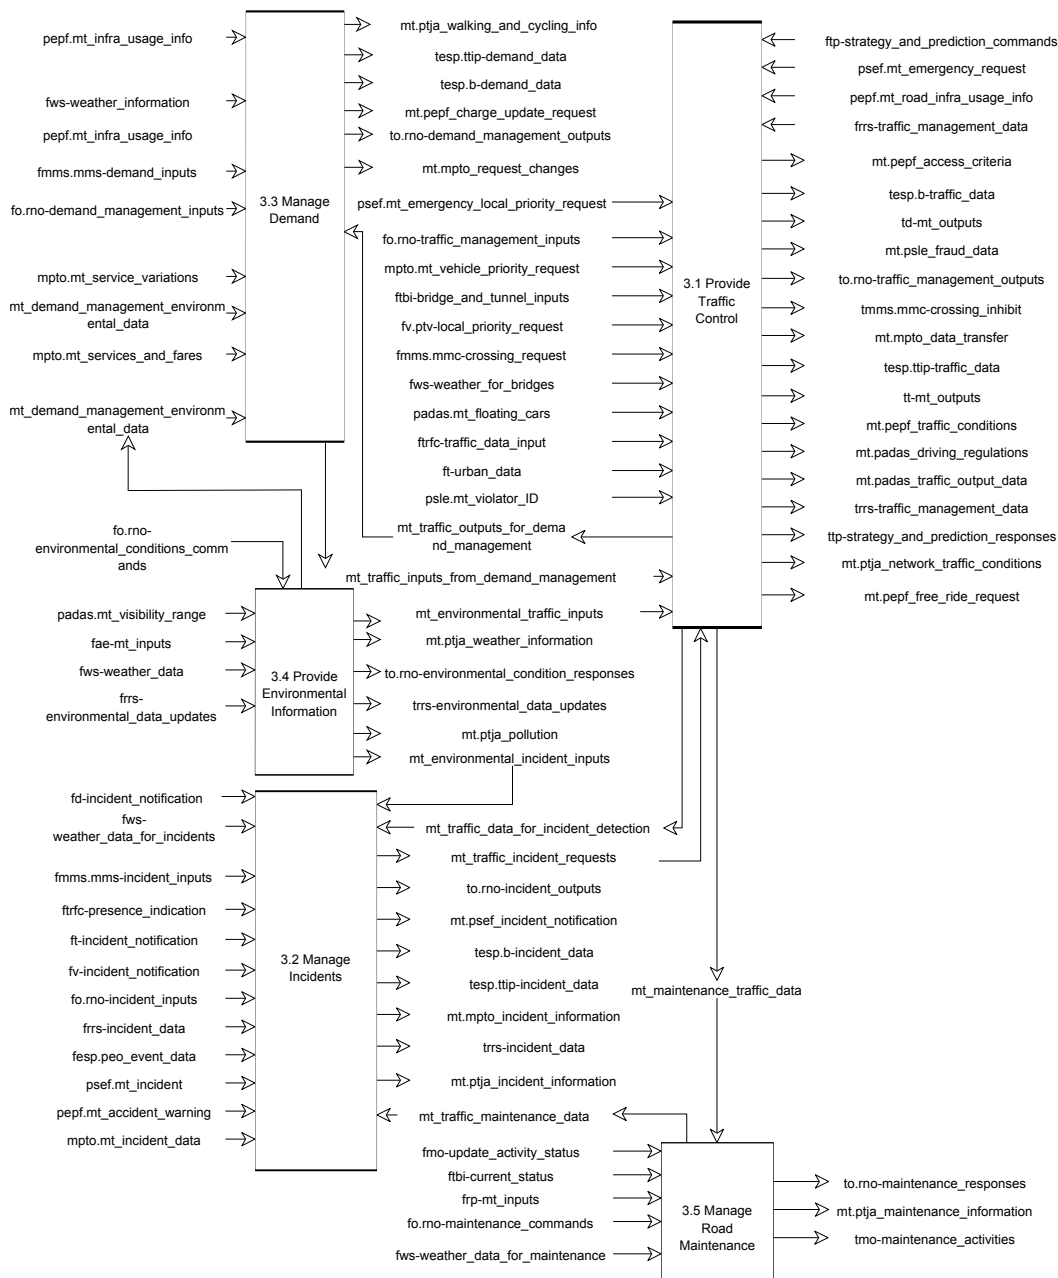 pepf.mt_infra_usage_info
fws-weather_information
pepf.mt_infra_usage_info
fmms.mms-demand_inputs
fo.rno-demand_management_inputs
mpto.mt_service_variations
mt_demand_management_environm
ental_data
mpto.mt_services_and_fares
mt_demand_management_environm
ental_data
3.3 Manage
Demand
mt.ptja_walking_and_cycling_info
tesp.ttip-demand_data
tesp.b-demand_data
mt.pepf_charge_update_request
to.rno-demand_management_outputs
mt.mpto_request_changes
psef.mt_emergency_local_priority_request
fo.rno-traffic_management_inputs
mpto.mt_vehicle_priority_request
ftbi-bridge_and_tunnel_inputs
fv.ptv-local_priority_request
fmms.mmc-crossing_request
fws-weather_for_bridges
padas.mt_floating_cars
ftrfc-traffic_data_input
ft-urban_data
psle.mt_violator_ID
mt_traffic_outputs_for_dema
nd_management
mt_traffic_inputs_from_demand_management
mt_environmental_traffic_inputs
3.1 Provide
Traffic
Control
ftp-strategy_and_prediction_commands
psef.mt_emergency_request
pepf.mt_road_infra_usage_info
frrs-traffic_management_data
mt.pepf_access_criteria
tesp.b-traffic_data
td-mt_outputs
mt.psle_fraud_data
to.rno-traffic_management_outputs
tmms.mmc-crossing_inhibit
mt.mpto_data_transfer
tesp.ttip-traffic_data
tt-mt_outputs
mt.pepf_traffic_conditions
mt.padas_driving_regulations
mt.padas_traffic_output_data
trrs-traffic_management_data
ttp-strategy_and_prediction_responses
mt.ptja_network_traffic_conditions
mt.pepf_free_ride_request
fo.rno-
environmental_conditions_comm
ands
padas.mt_visibility_range
fae-mt_inputs
fws-weather_data
frrs-
environmental_data_updates
3.4 Provide
Environmental
Information
mt.ptja_weather_information
to.rno-environmental_condition_responses
trrs-environmental_data_updates
mt.ptja_pollution
mt_environmental_incident_inputs
fd-incident_notification
fws-
weather_data_for_incidents
fmms.mms-incident_inputs
ftrfc-presence_indication
ft-incident_notification
fv-incident_notification
fo.rno-incident_inputs
frrs-incident_data
fesp.peo_event_data
psef.mt_incident
pepf.mt_accident_warning
mpto.mt_incident_data
3.2 Manage
Incidents
mt_traffic_data_for_incident_detection
mt_traffic_incident_requests
to.rno-incident_outputs
mt.psef_incident_notification
tesp.b-incident_data
tesp.ttip-incident_data
mt.mpto_incident_information
trrs-incident_data
mt.ptja_incident_information
mt_traffic_maintenance_data
mt_maintenance_traffic_data
fmo-update_activity_status
ftbi-current_status
frp-mt_inputs
fo.rno-maintenance_commands
fws-weather_data_for_maintenance
3.5 Manage
Road
Maintenance
to.rno-maintenance_responses
mt.ptja_maintenance_information
tmo-maintenance_activities